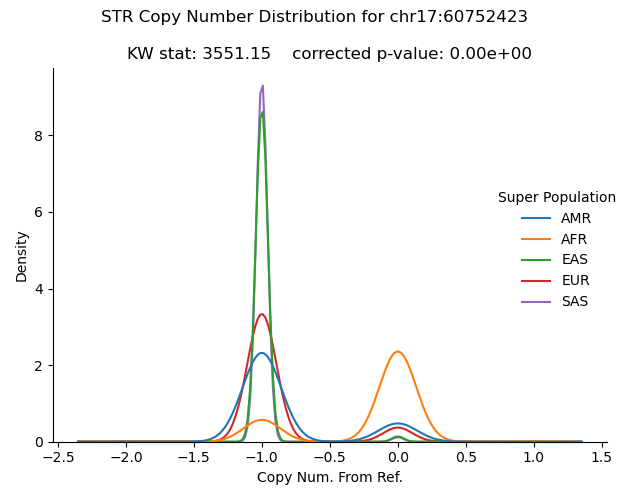 STR Copy Number Distribution for chr17:60752423
KW stat: 3551.15    corrected p-value: 0.00e+00
Density
8
6
4
2
0
−2.5 −2.0 −1.5 −1.0 −0.5 0.0 0.5 1.0 1.5
Copy Num. From Ref.
Super Population
AMR
AFR
EAS
EUR
SAS